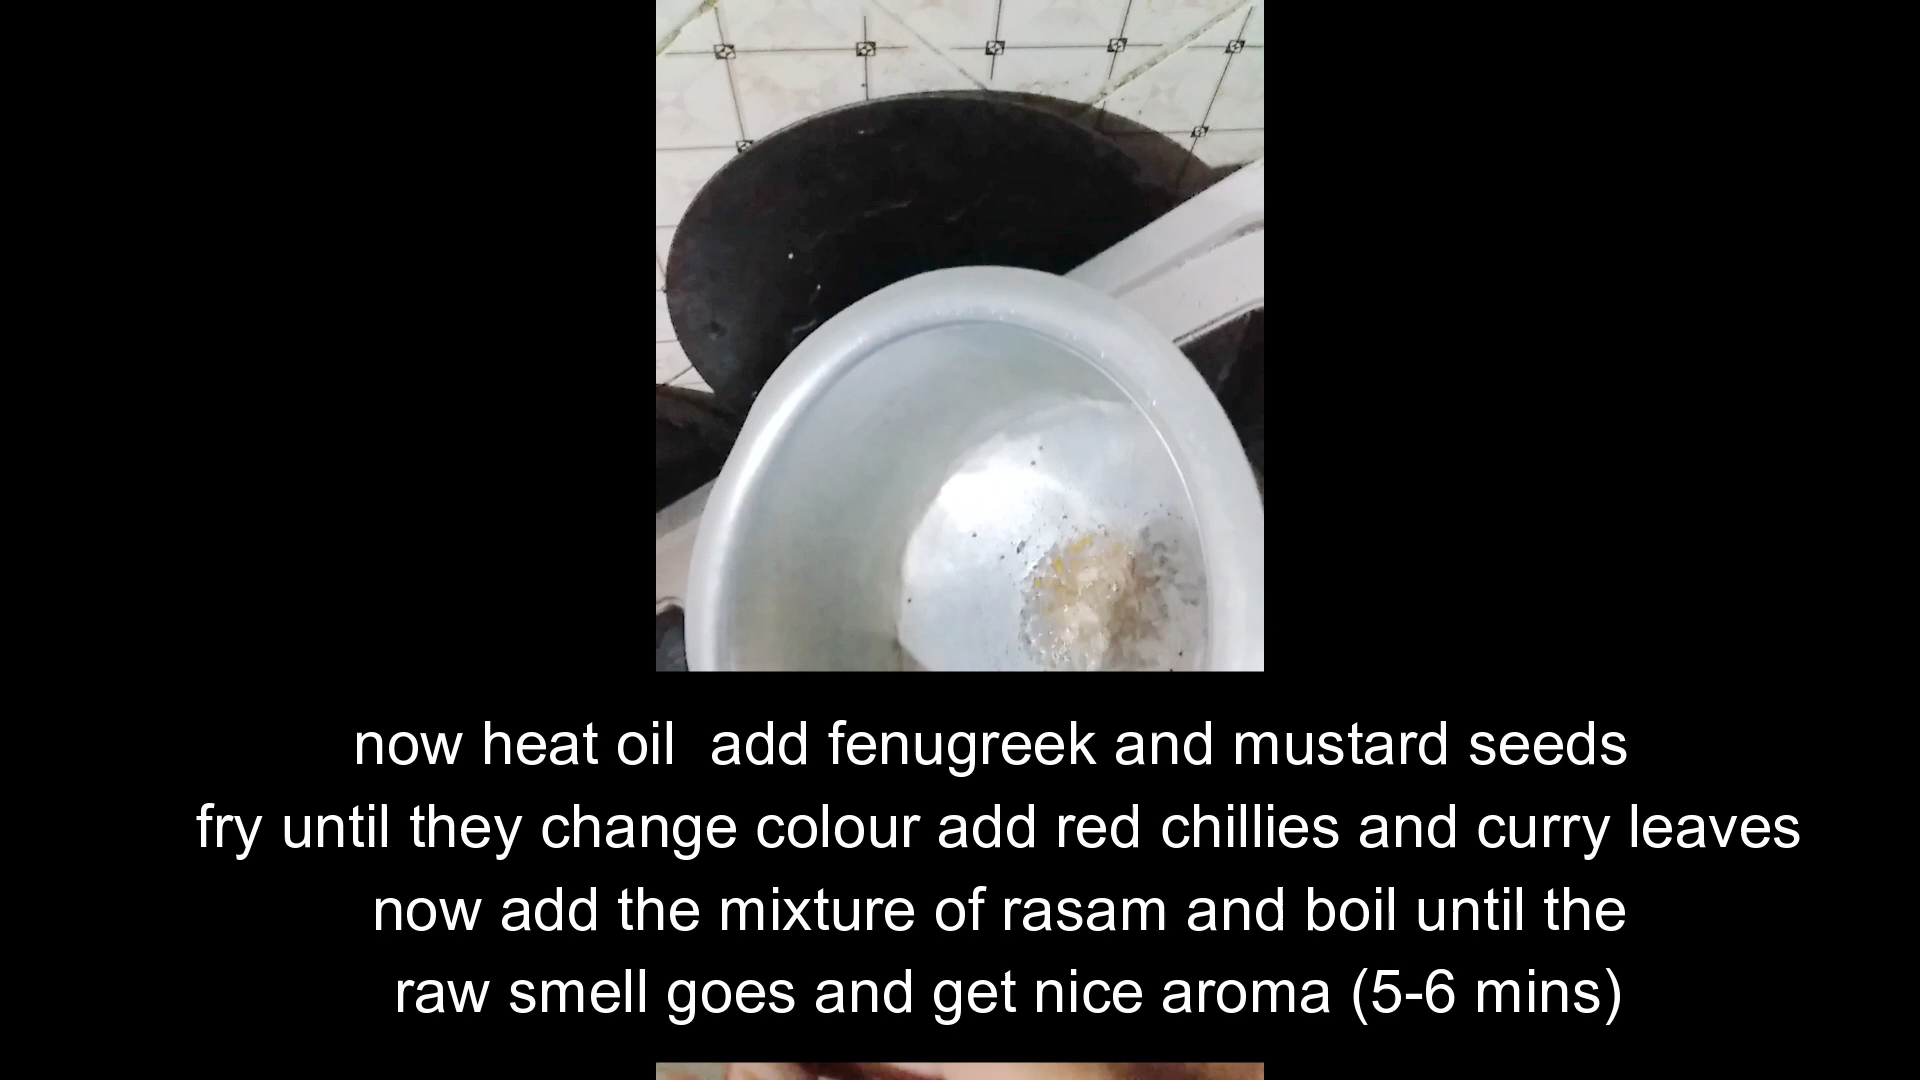 now heat oil  add fenugreek and mustard seeds
fry until they change colour add red chillies and curry leaves
now add the mixture of rasam and boil until the
raw smell goes and get nice aroma (5-6 mins)